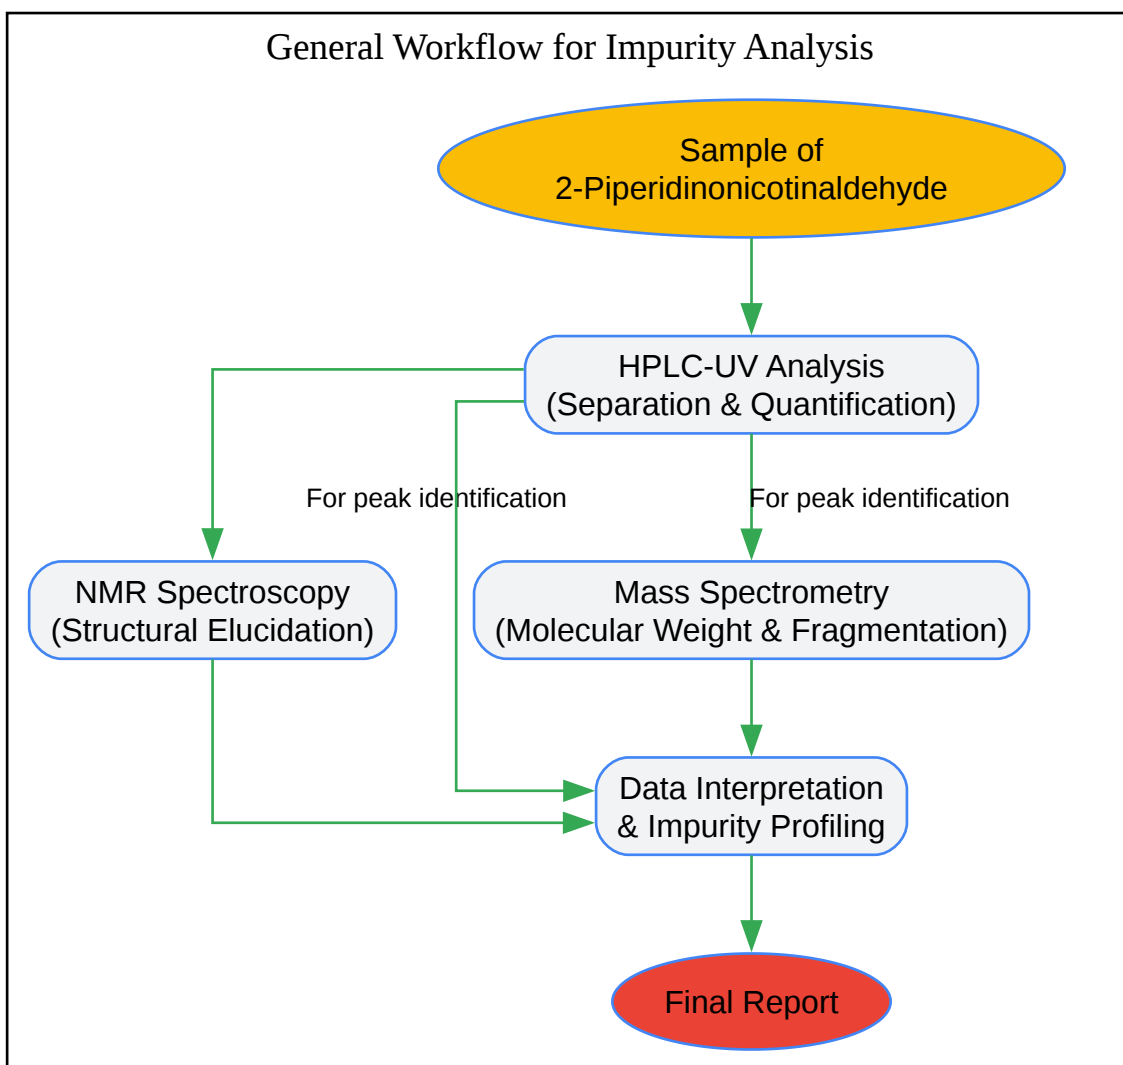 General Workflow for Impurity Analysis
Sample of
2-Piperidinonicotinaldehyde
HPLC-UV Analysis
(Separation & Quantification)
For peak identification
For peak identification
NMR Spectroscopy
(Structural Elucidation)
Mass Spectrometry
(Molecular Weight & Fragmentation)
Data Interpretation
& Impurity Profiling
Final Report